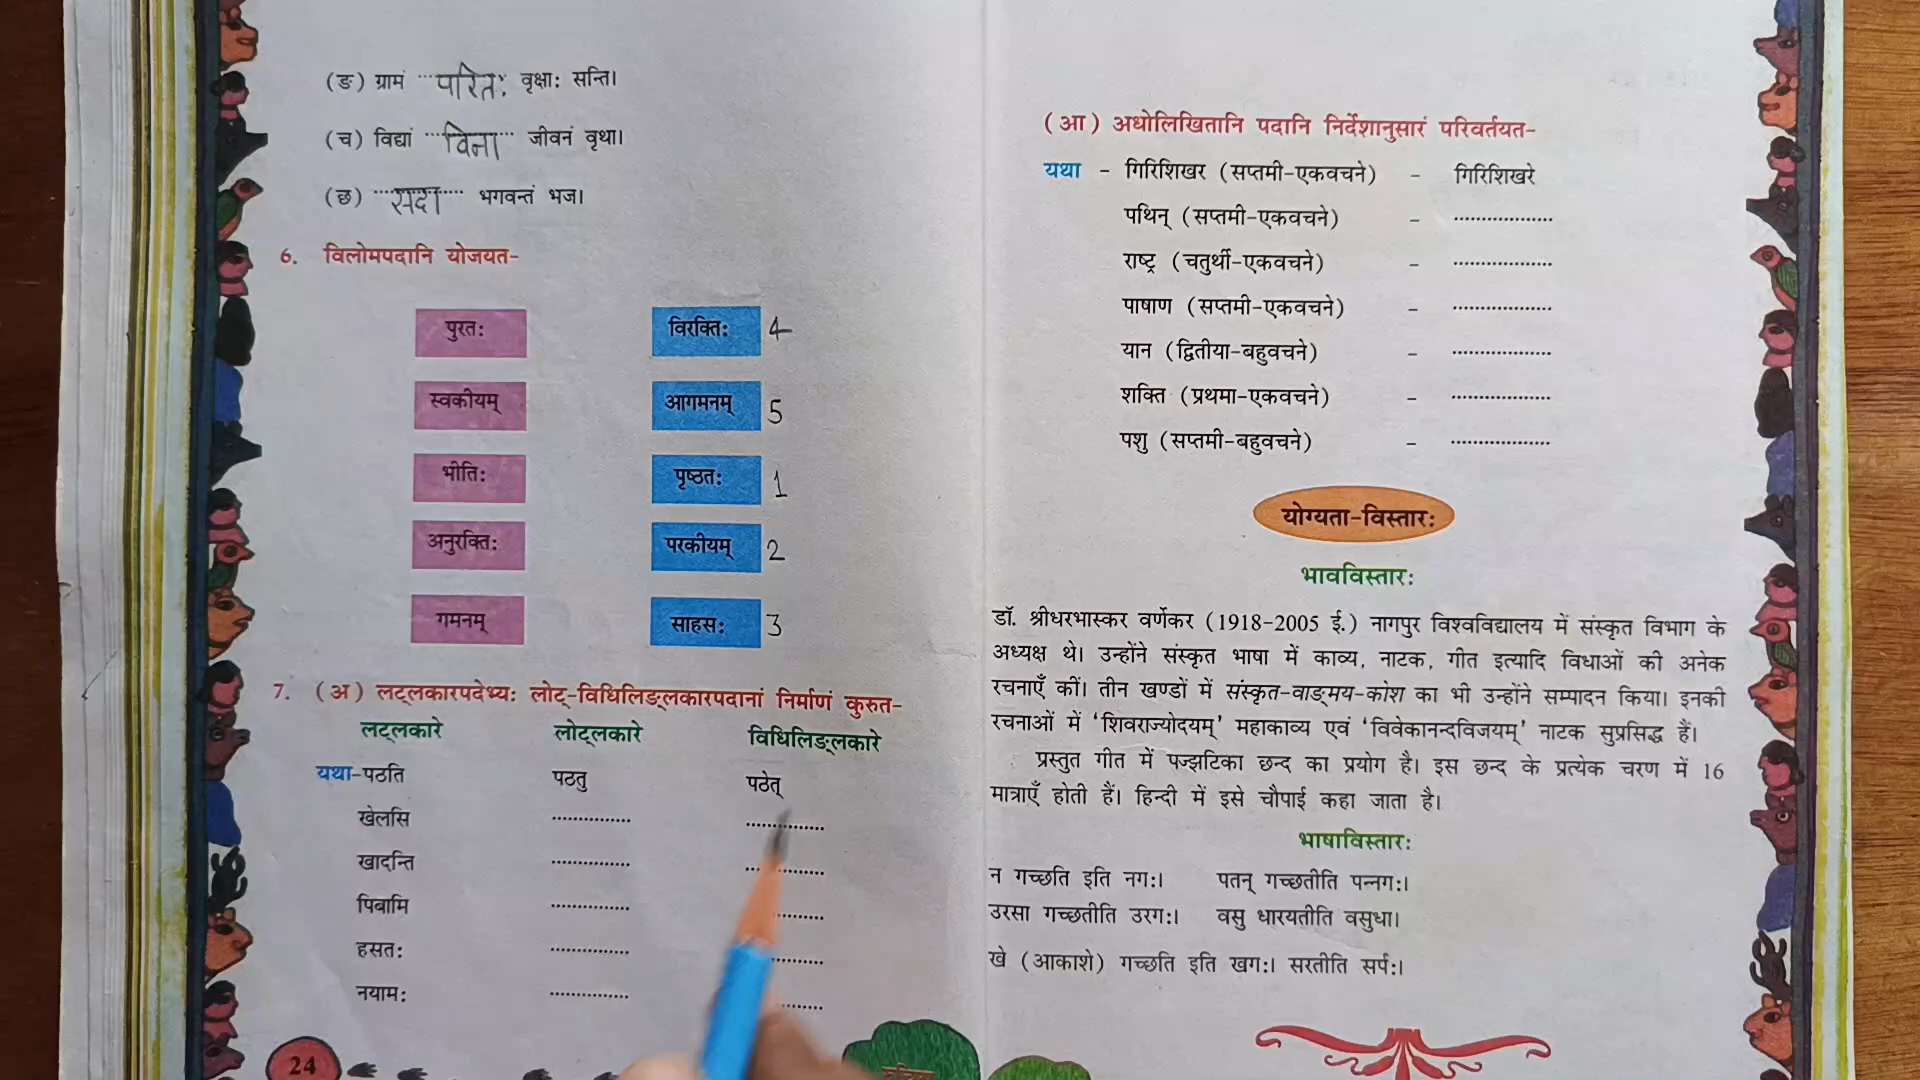 (ङ) ग्रामं ...परितः वृक्षाः सन्ति।
(च) विद्यां ...विना... जीवनं वृथा।
(छ) ...सदा... भगवन्तं भज।
6. विलोमपदानि योजयत-
पुरतः विरक्तिः 4
स्वकीयम् आगमनम् 5
भीतिः पृष्ठतः 1
अनुरक्तिः परकीयम् 2
गमनम् साहसः 3
7. (अ) लट्लकारपदेभ्यः लोट्-विधिलिङ्लकारपदानां निर्माणं कुरुत-
लट्लकारे लोट्लकारे विधिलिङ्लकारे
यथा-पठति पठतु पठेत्
खेलसि .............. ..............
खादन्ति .............. ..............
पिबामि .............. ..............
हसतः .............. ..............
नयामः .............. ..............
24
(आ) अधोलिखितानि पदानि निर्देशानुसारं परिवर्तयत-
यथा - गिरिशिखर (सप्तमी-एकवचने) - गिरिशिखरे
पथिन् (सप्तमी-एकवचने) - ..................
राष्ट्र (चतुर्थी-एकवचने) - ..................
पाषाण (सप्तमी-एकवचने) - ..................
यान (द्वितीया-बहुवचने) - ..................
शक्ति (प्रथमा-एकवचने) - ..................
पशु (सप्तमी-बहुवचने) - ..................
योग्यता-विस्तारः
भावविस्तारः
डॉ. श्रीधरभास्कर वर्णेकर (1918-2005 ई.) नागपुर विश्वविद्यालय में संस्कृत विभाग के
अध्यक्ष थे। उन्होंने संस्कृत भाषा में काव्य, नाटक, गीत इत्यादि विधाओं की अनेक
रचनाएँ कीं। तीन खण्डों में संस्कृत-वाङ्मय-कोश का भी उन्होंने सम्पादन किया। इनकी
रचनाओं में ‘शिवराज्योदयम्’ महाकाव्य एवं ‘विवेकानन्दविजयम्’ नाटक सुप्रसिद्ध हैं।
प्रस्तुत गीत में पज्झटिका छन्द का प्रयोग है। इस छन्द के प्रत्येक चरण में 16
मात्राएँ होती हैं। हिन्दी में इसे चौपाई कहा जाता है।
भाषाविस्तारः
न गच्छति इति नगः। पतन् गच्छतीति पन्नगः।
उरसा गच्छतीति उरगः। वसु धारयतीति वसुधा।
खे (आकाशे) गच्छति इति खगः। सरतीति सर्पः।